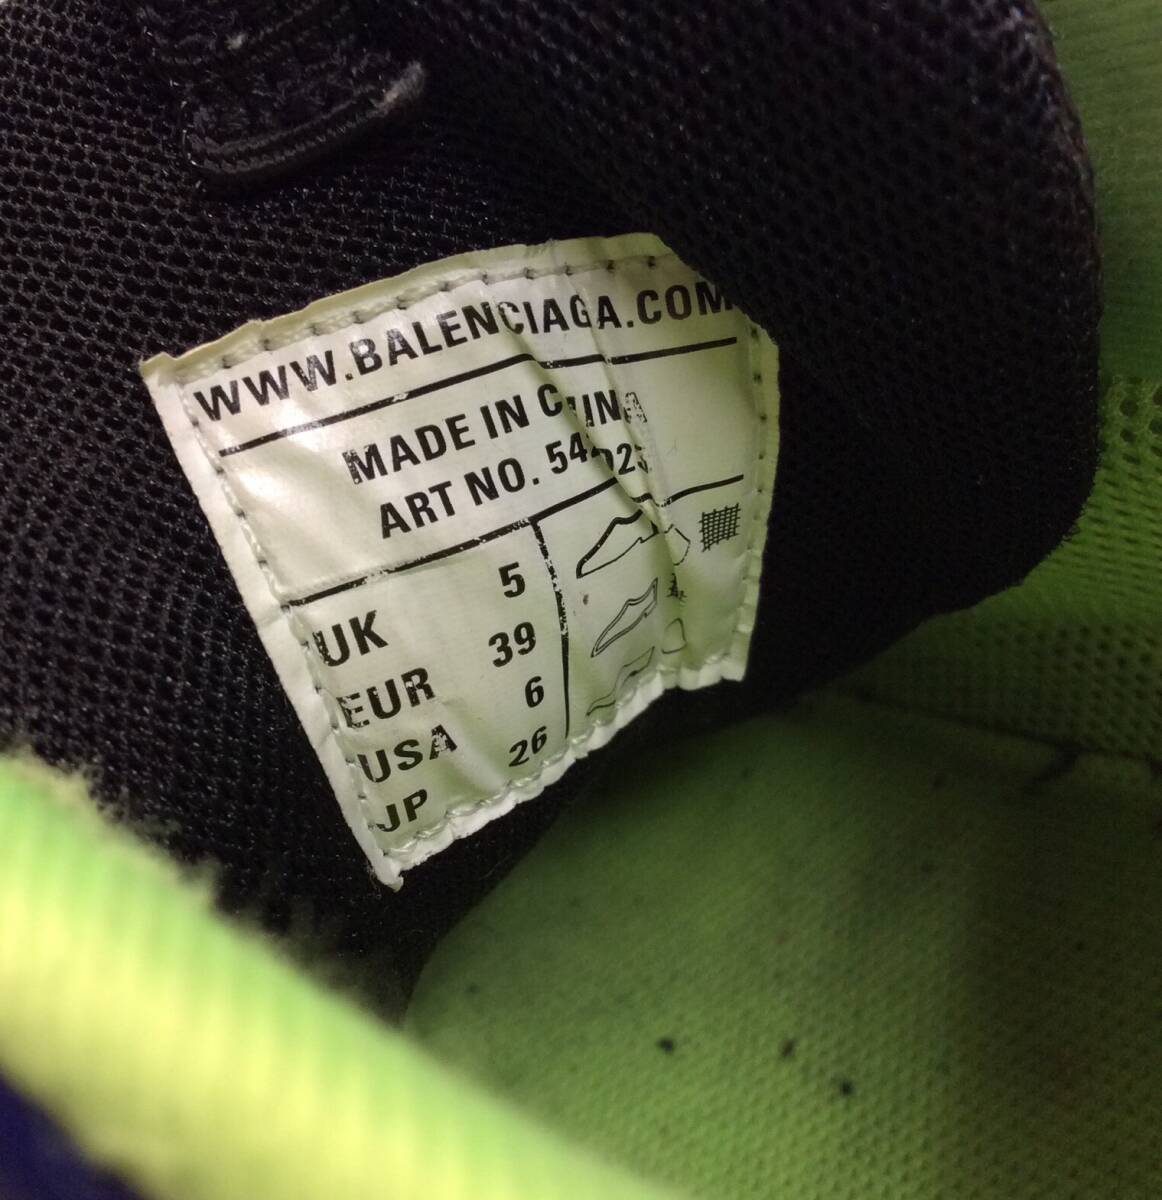 WWW.BALENCIAGA.COM
MADE IN CHINA
ART NO.
UK 5
EUR 39
USA 6
JP 26